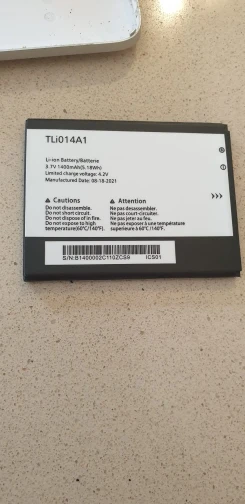 TLi014A1
Li-ion Battery/Batterie
3.7V 1400mAh(5.18Wh)
Limited charge voltage: 4.2V
Manufactured Date: 08-18-2021
Cautions
Do not disassemble.
Do not short circuit.
Do not dispose of in fire.
Do not expose to high
temperature(60°C/140°F).
Attention
Ne pas desassembler.
Ne pas court-circuiter.
Ne pas jeter au feu.
Ne pas exposer à une température
supérieure à 60°C/140°F.
S/N:B1400002C110ZCS9 ICS01